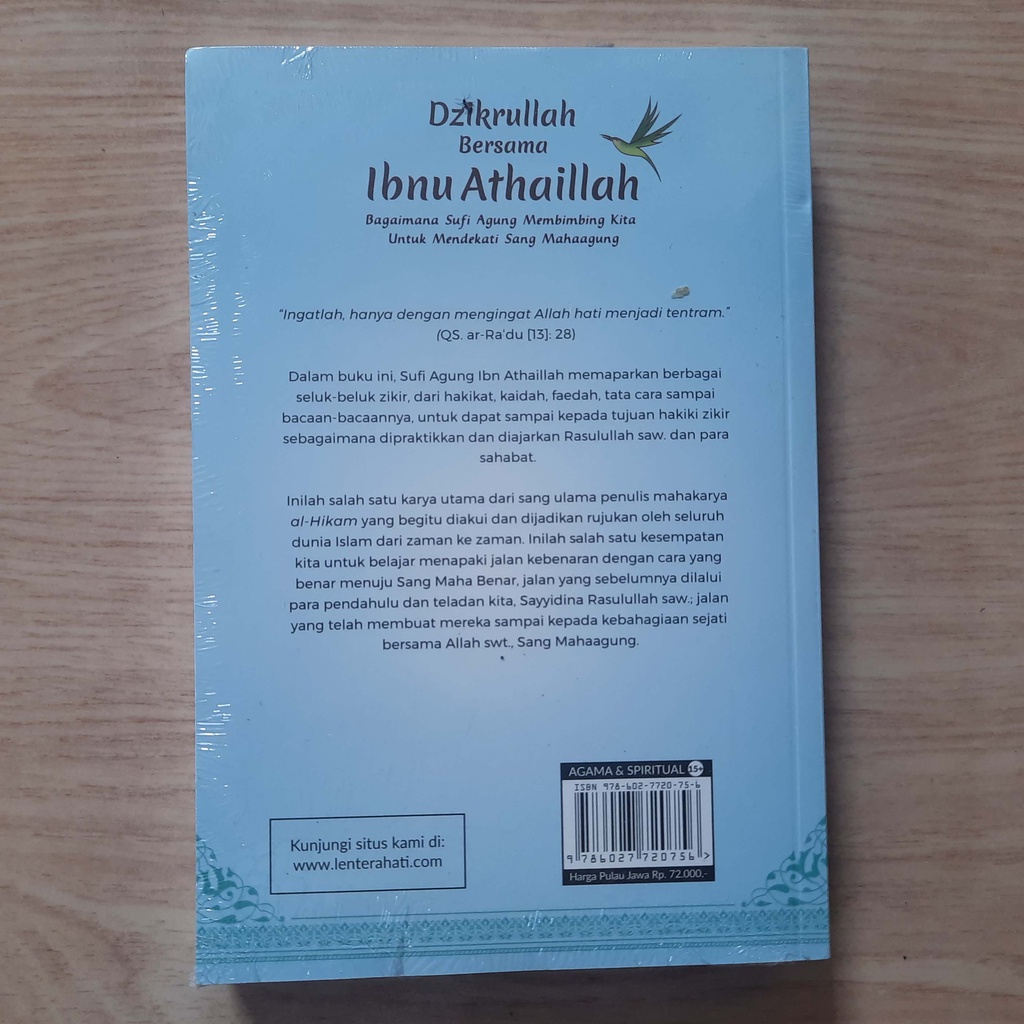 Dzikrullah
Bersama
Ibnu Athaillah
Bagaimana Sufi Agung Membimbing Kita
Untuk Mendekati Sang Mahaagung
"Ingatlah, hanya dengan mengingat Allah hati menjadi tentram."
(QS. ar-Ra'du [13]: 28)
Dalam buku ini, Sufi Agung Ibn Athaillah memaparkan berbagai
seluk-beluk zikir, dari hakikat, kaidah, faedah, tata cara sampai
bacaan-bacaannya, untuk dapat sampai kepada tujuan hakiki zikir
sebagaimana dipraktikkan dan diajarkan Rasulullah saw. dan para
sahabat.
Inilah salah satu karya utama dari sang ulama penulis mahakarya
al-Hikam yang begitu diakui dan dijadikan rujukan oleh seluruh
dunia Islam dari zaman ke zaman. Inilah salah satu kesempatan
kita untuk belajar menapaki jalan kebenaran dengan cara yang
benar menuju Sang Maha Benar, jalan yang sebelumnya dilalui
para pendahulu dan teladan kita, Sayyidina Rasulullah saw.; jalan
yang telah membuat mereka sampai kepada kebahagiaan sejati
bersama Allah swt., Sang Mahaagung.
Kunjungi situs kami di:
www.lenterahati.com
AGAMA & SPIRITUAL 15+
ISBN 978-602-7720-75-6
9 786027 720756 >
Harga Pulau Jawa Rp. 72.000,-